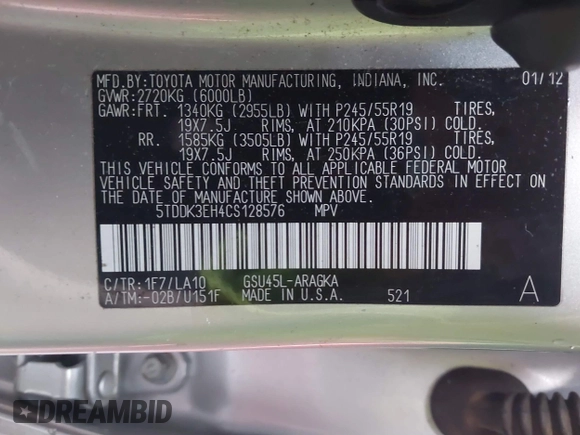 MFD.BY:TOYOTA MOTOR MANUFACTURING, INDIANA, INC. 01/12
GVWR:2720KG (6000LB)
GAWR:FRT. 1340KG (2955LB) WITH P245/55R19 TIRES,
19X7.5J RIMS, AT 210KPA (30PSI) COLD.
RR. 1585KG (3505LB) WITH P245/55R19 TIRES,
19X7.5J RIMS, AT 250KPA (36PSI) COLD.
THIS VEHICLE CONFORMS TO ALL APPLICABLE FEDERAL MOTOR
VEHICLE SAFETY AND THEFT PREVENTION STANDARDS IN EFFECT ON
THE DATE OF MANUFACTURE SHOWN ABOVE.
5TDDK3EH4CS128576 MPV
C/TR:1F7/LA10 GSU45L-ARAGKA
A/TM:-02B/U151F MADE IN U.S.A. 521 A
DREAMBID